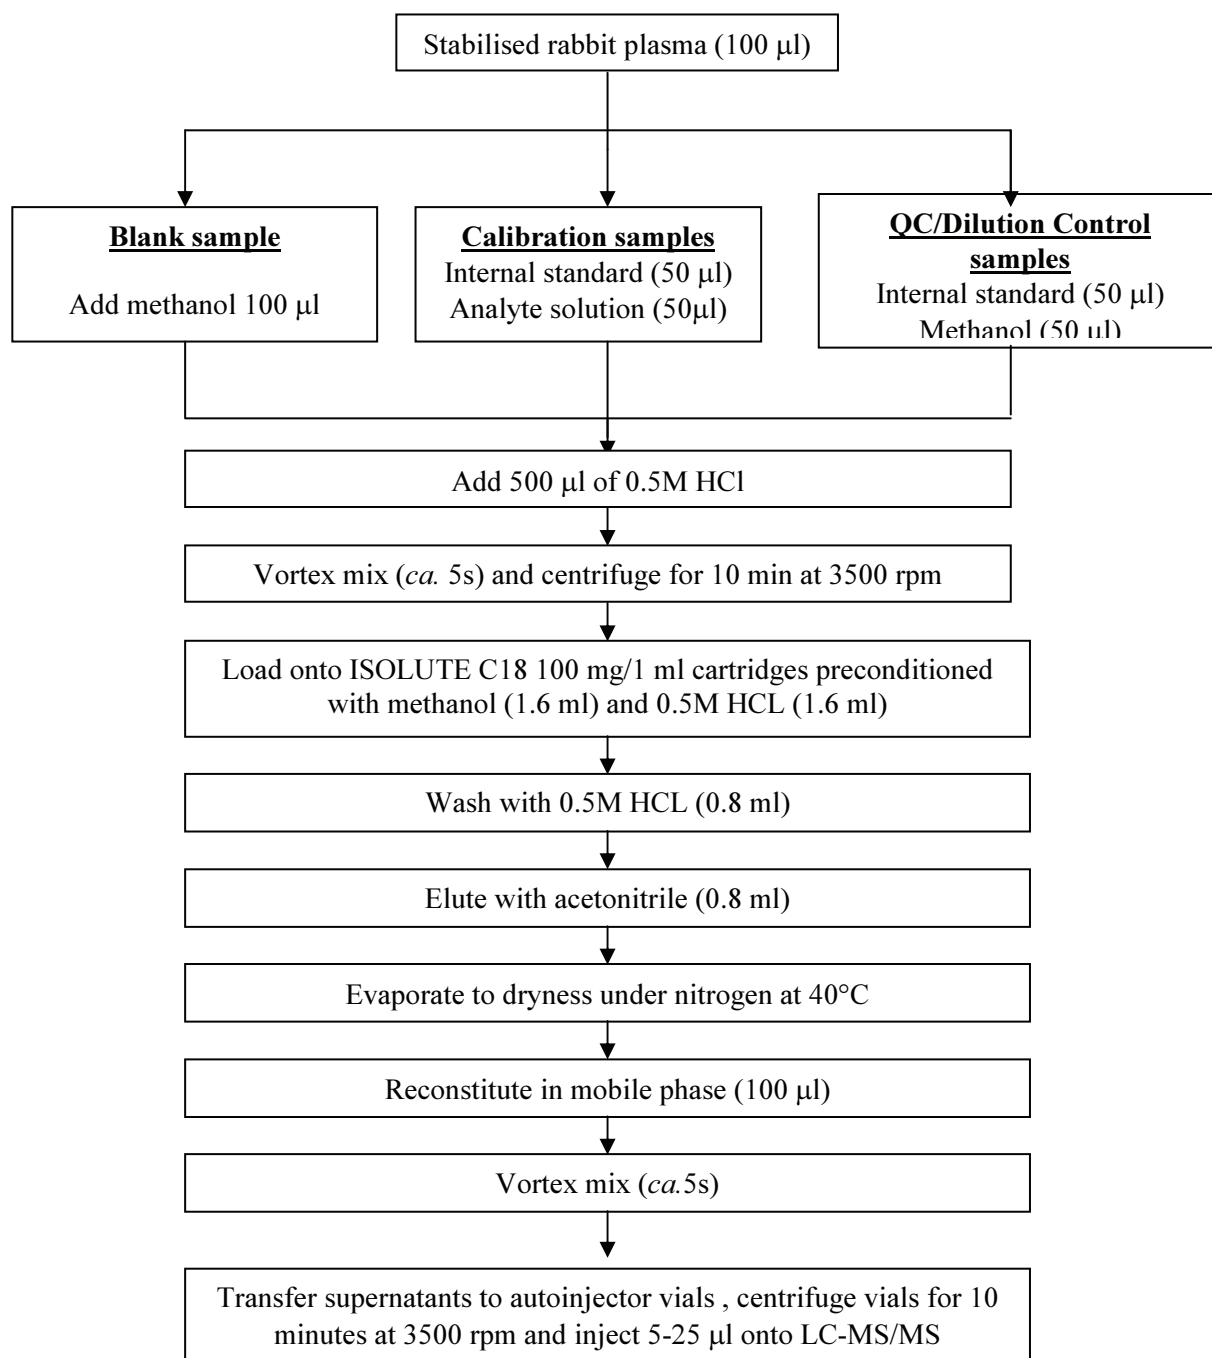 Stabilised rabbit plasma (100 μl)
Blank sample
Add methanol 100 μl
Calibration samples
Internal standard (50 μl)
Analyte solution (50μl)
QC/Dilution Control
samples
Internal standard (50 μl)
Methanol (50 μl)
Add 500 μl of 0.5M HCl
Vortex mix (ca. 5s) and centrifuge for 10 min at 3500 rpm
Load onto ISOLUTE C18 100 mg/1 ml cartridges preconditioned
with methanol (1.6 ml) and 0.5M HCL (1.6 ml)
Wash with 0.5M HCL (0.8 ml)
Elute with acetonitrile (0.8 ml)
Evaporate to dryness under nitrogen at 40°C
Reconstitute in mobile phase (100 μl)
Vortex mix (ca.5s)
Transfer supernatants to autoinjector vials , centrifuge vials for 10
minutes at 3500 rpm and inject 5-25 μl onto LC-MS/MS